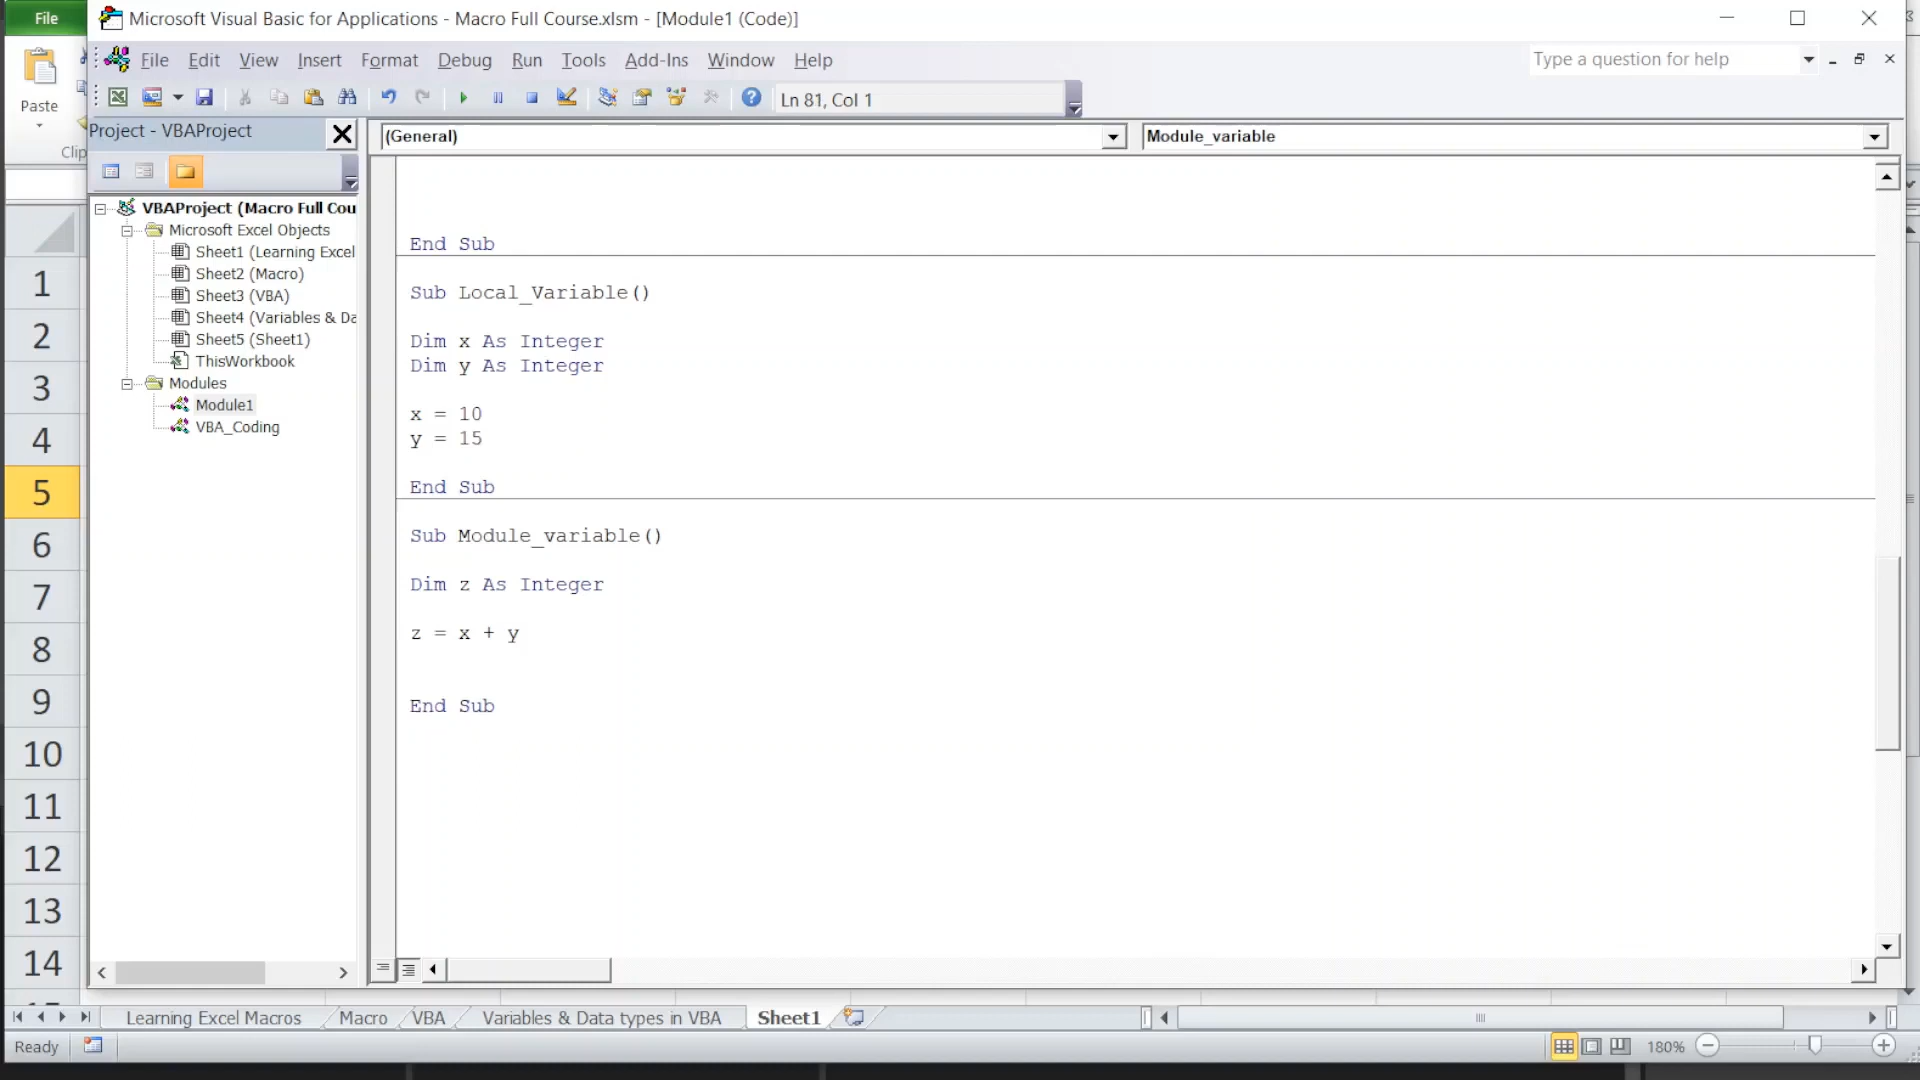 File
Microsoft Visual Basic for Applications - Macro Full Course.xlsm - [Module1 (Code)]
File Edit View Insert Format Debug Run Tools Add-Ins Window Help
Type a question for help
Paste
Ln 81, Col 1
Clip
Project - VBAProject
(General)
Module_variable
VBAProject (Macro Full Cou
Microsoft Excel Objects
Sheet1 (Learning Excel
Sheet2 (Macro)
Sheet3 (VBA)
Sheet4 (Variables & Da
Sheet5 (Sheet1)
ThisWorkbook
Modules
Module1
VBA_Coding
End Sub
Sub Local_Variable()
Dim x As Integer
Dim y As Integer
x = 10
y = 15
End Sub
Sub Module_variable()
Dim z As Integer
z = x + y
End Sub
1
2
3
4
5
6
7
8
9
10
11
12
13
14
Learning Excel Macros Macro VBA Variables & Data types in VBA Sheet1
Ready
180%